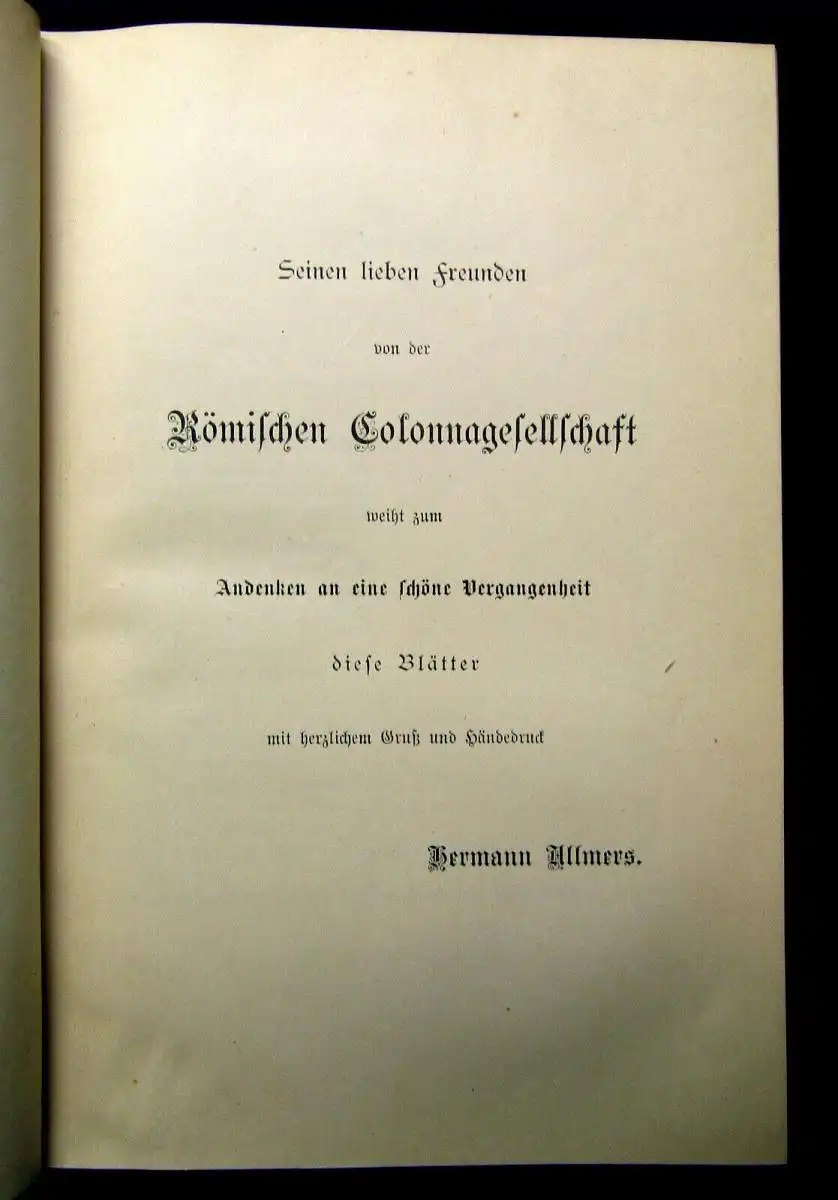 Seinen lieben Freunden
von der
Römiſchen Colonnageſellſchaft
weiht zum
Andenken an eine ſchöne Vergangenheit
dieſe Blätter
mit herzlichem Gruß und Händedruck
Hermann Allmers.